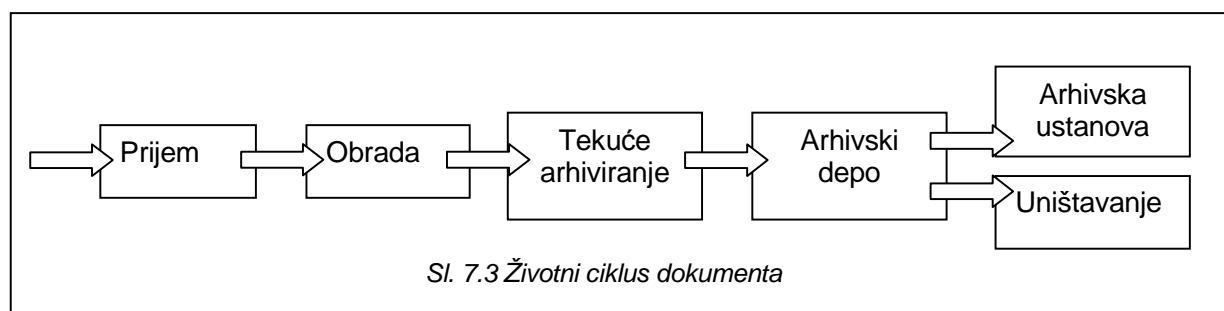 Prijem
Obrada
Tekuće
arhiviranje
Arhivski
depo
Arhivska
ustanova
Uništavanje
Sl. 7.3 Životni ciklus dokumenta